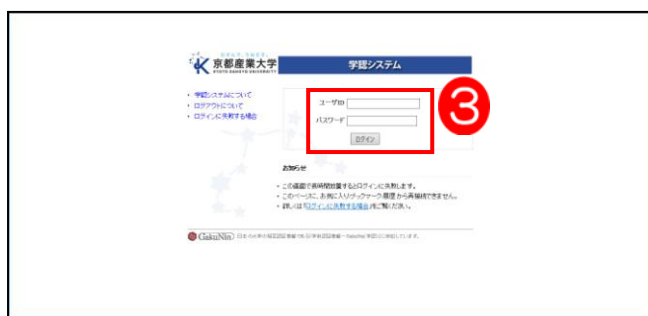 京都産業大学
KYOTO SANGYO UNIVERSITY
学認システム
・ 学認システムについて
・ ログアウトについて
・ ログインに失敗する場合
ユーザID
パスワード
ログイン
3
お知らせ
・ この画面で長時間放置するとログインに失敗します。
・ このページに、お気に入り/ブックマーク/履歴から再接続できません。
・ 詳しくは「ログインに失敗する場合」をご覧ください。
GakuNin